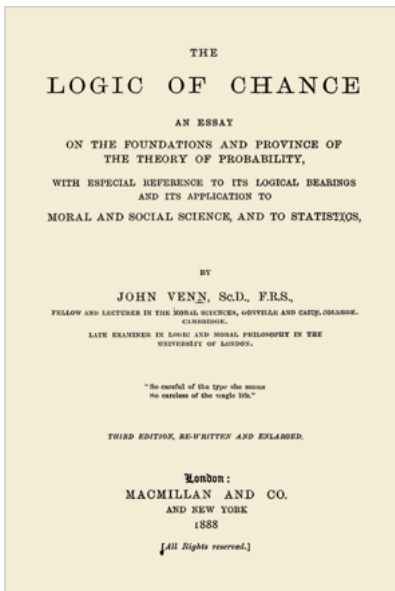 THE
LOGIC OF CHANCE
AN ESSAY
ON THE FOUNDATIONS AND PROVINCE OF
THE THEORY OF PROBABILITY,
WITH ESPECIAL REFERENCE TO ITS LOGICAL BEARINGS
AND ITS APPLICATION TO
MORAL AND SOCIAL SCIENCE, AND TO STATISTICS,
BY
JOHN VENN, Sc.D., F.R.S.,
FELLOW AND LECTURER IN THE MORAL SCIENCES, GONVILLE AND CAIUS COLLEGE,
CAMBRIDGE.
LATE EXAMINER IN LOGIC AND MORAL PHILOSOPHY IN THE
UNIVERSITY OF LONDON.
"So careful of the type she seems
So careless of the single life."
THIRD EDITION, RE-WRITTEN AND ENLARGED.
London:
MACMILLAN AND CO.
AND NEW YORK
1888
[All Rights reserved.]